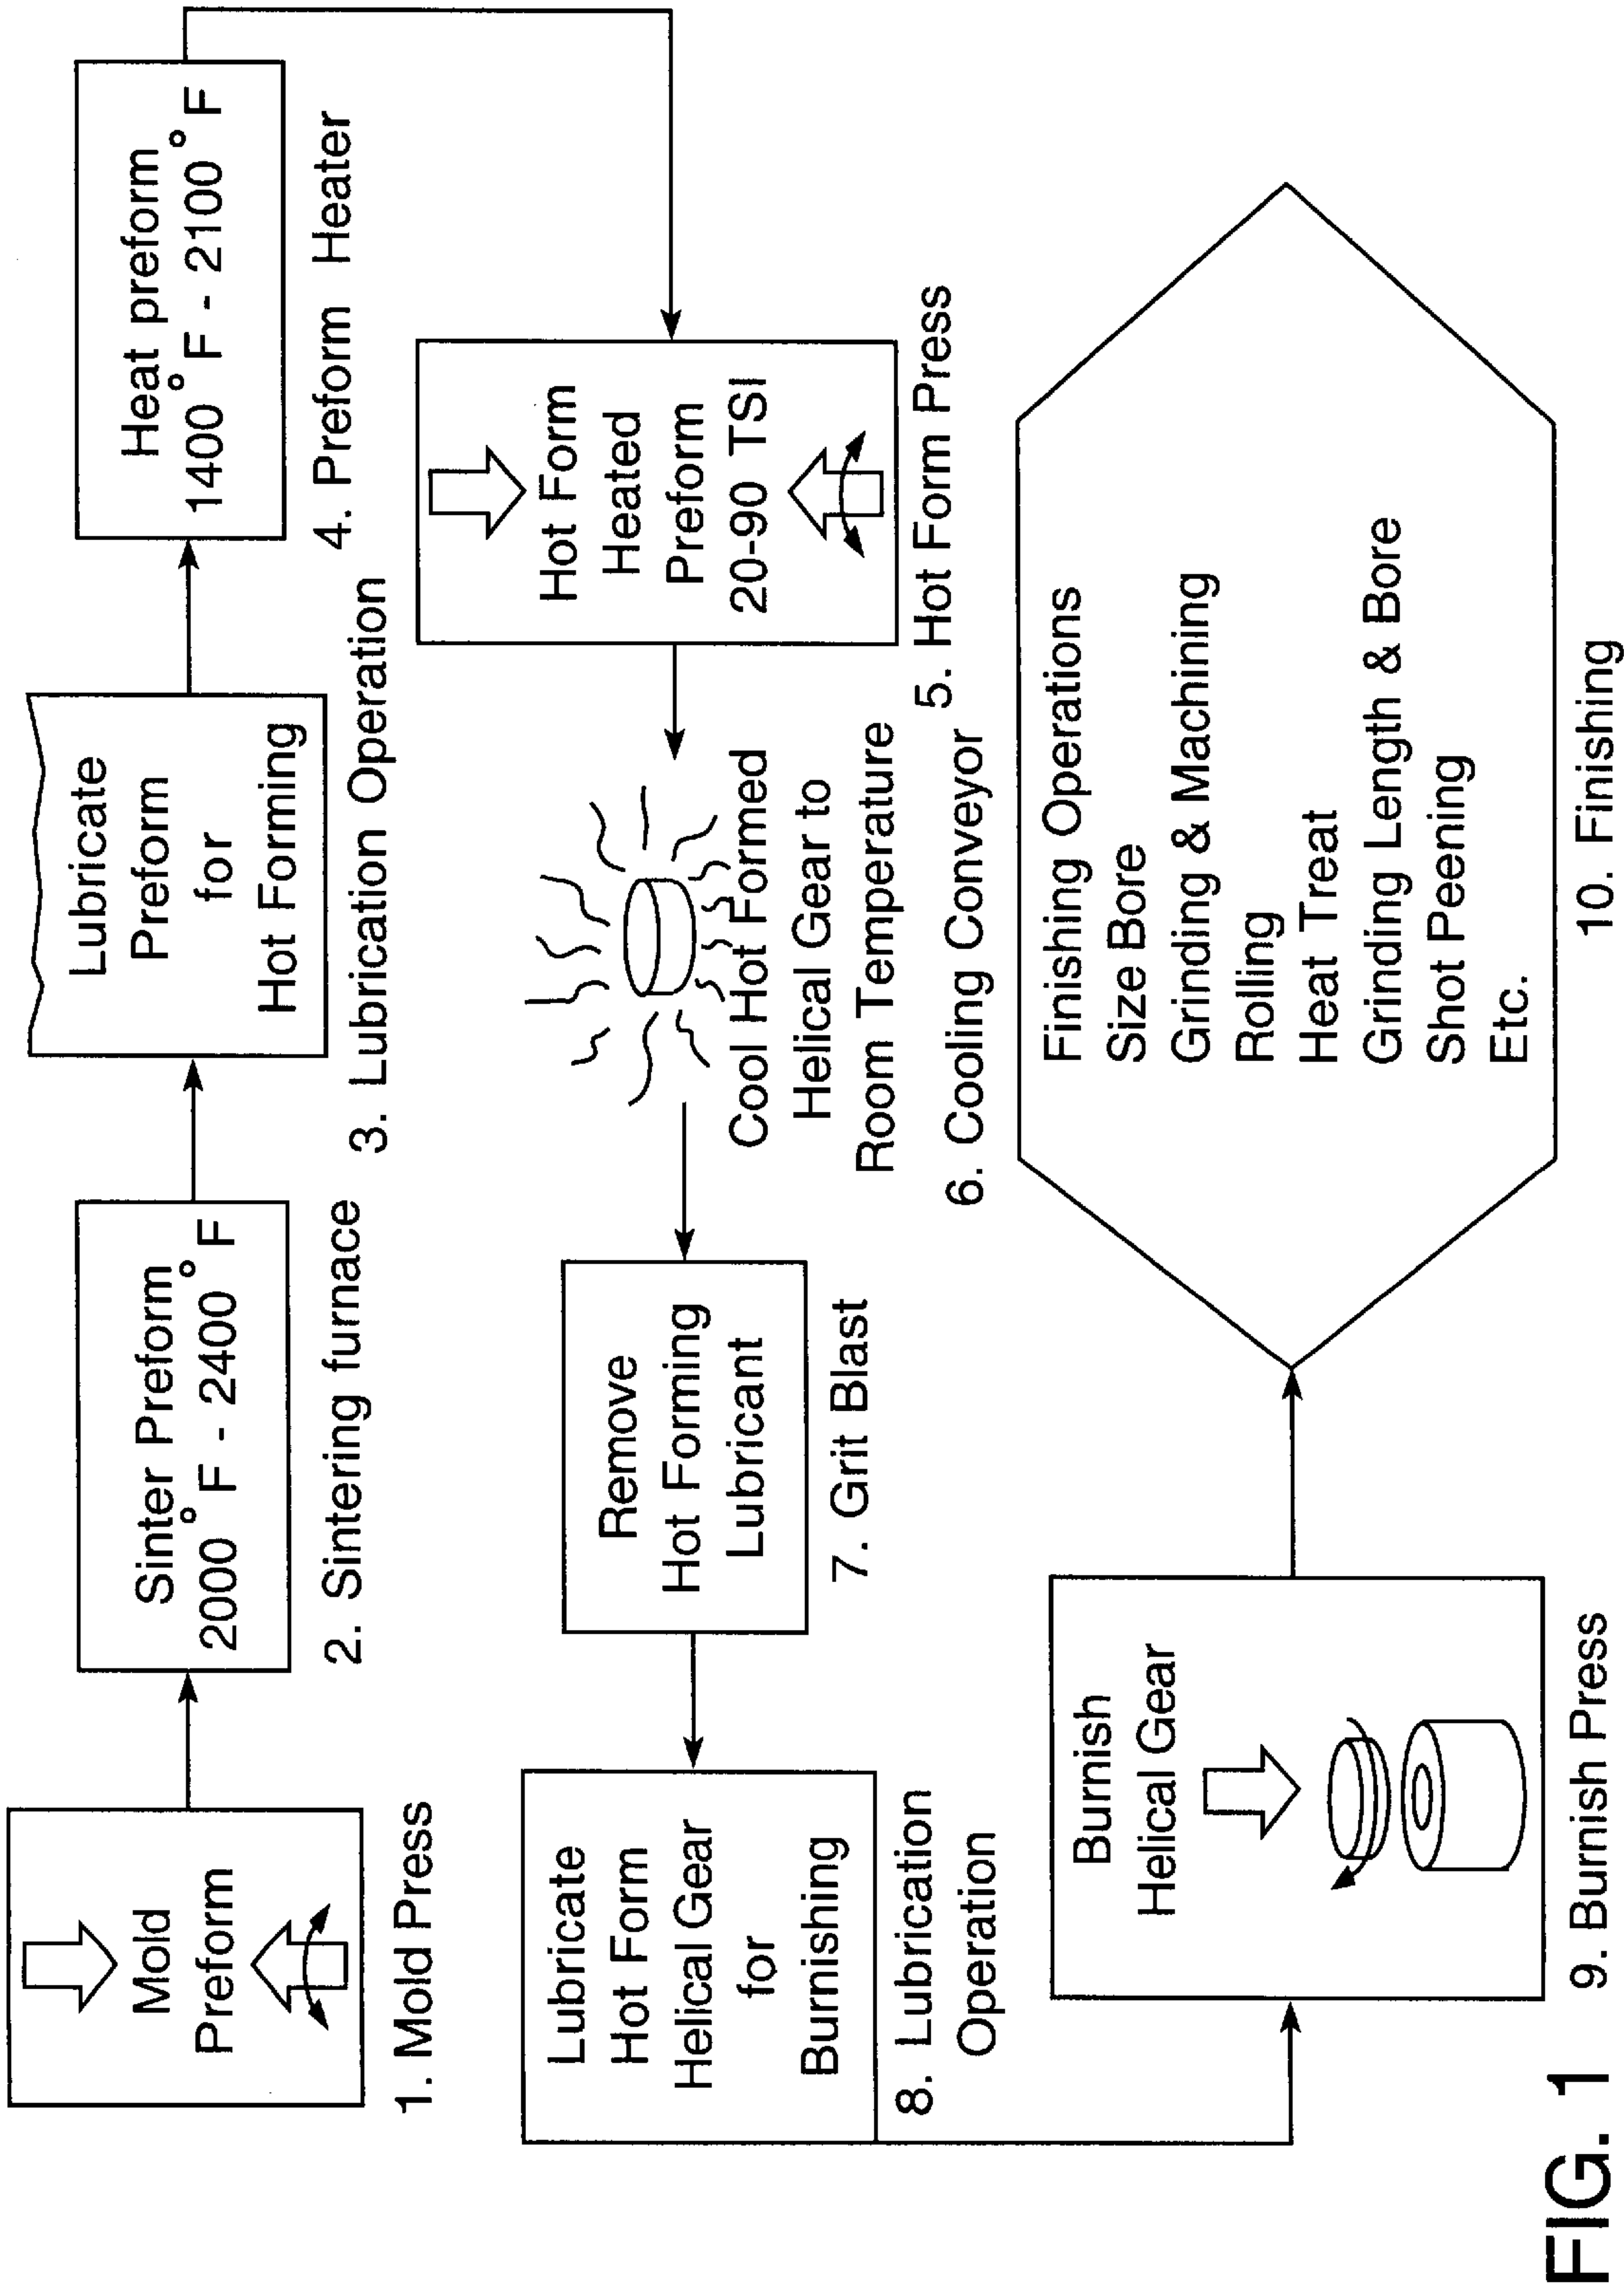 Mold
Preform
1. Mold Press
Sinter Preform
2000° F - 2400° F
2. Sintering furnace
Lubricate
Preform
for
Hot Forming
3. Lubrication Operation
Heat preform
1400° F - 2100° F
4. Preform Heater
Hot Form
Heated
Preform
20-90 TSI
5. Hot Form Press
Cool Hot Formed
Helical Gear to
Room Temperature
6. Cooling Conveyor
Remove
Hot Forming
Lubricant
7. Grit Blast
Lubricate
Hot Form
Helical Gear
for
Burnishing
8. Lubrication
Operation
Burnish
Helical Gear
9. Burnish Press
Finishing Operations
Size Bore
Grinding & Machining
Rolling
Heat Treat
Grinding Length & Bore
Shot Peening
Etc.
10. Finishing
FIG. 1